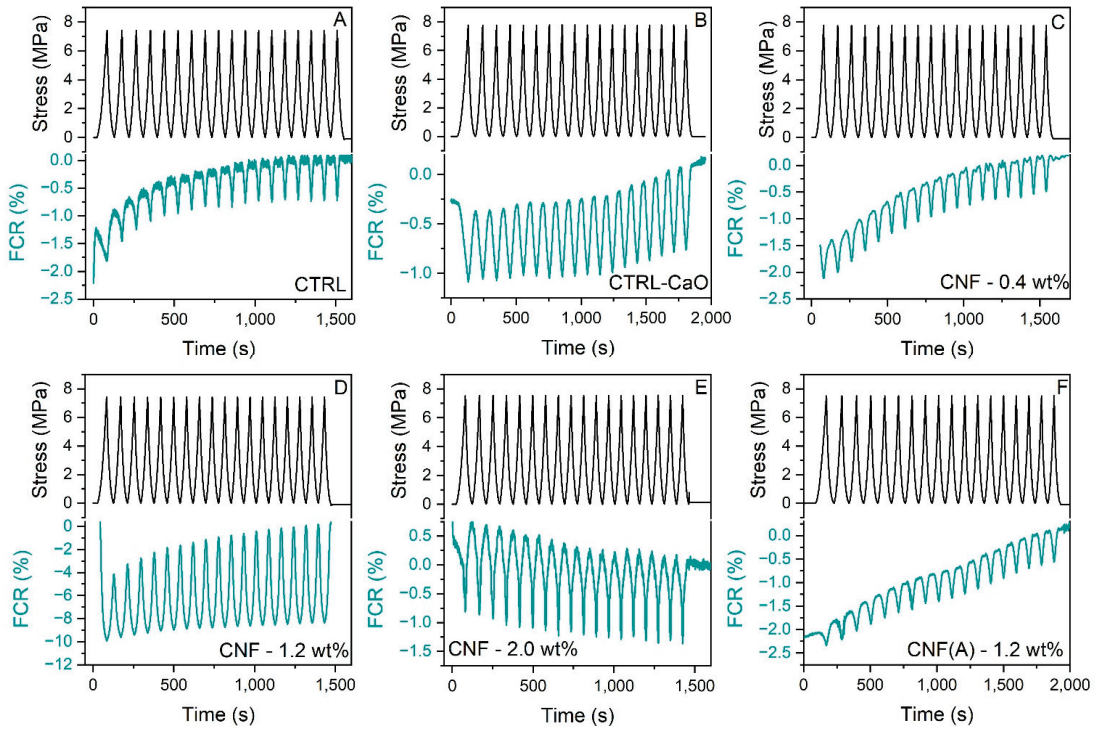 A
Stress (MPa)
8
6
4
2
0
FCR (%)
0.0
−0.5
−1.0
−1.5
−2.0
−2.5
CTRL
0 500 1,000 1,500
Time (s)
B
Stress (MPa)
8
6
4
2
0
FCR (%)
0.0
−0.5
−1.0
CTRL-CaO
0 500 1,000 1,500 2,000
Time (s)
C
Stress (MPa)
8
6
4
2
0
FCR (%)
0.0
−0.5
−1.0
−1.5
−2.0
−2.5
CNF - 0.4 wt%
0 500 1,000 1,500
Time (s)
D
Stress (MPa)
8
6
4
2
0
FCR (%)
0
−2
−4
−6
−8
−10
−12
CNF - 1.2 wt%
0 500 1,000 1,500
Time (s)
E
Stress (MPa)
8
6
4
2
0
FCR (%)
0.5
0.0
−0.5
−1.0
−1.5
CNF - 2.0 wt%
0 500 1,000 1,500
Time (s)
F
Stress (MPa)
8
6
4
2
0
FCR (%)
0.0
−0.5
−1.0
−1.5
−2.0
−2.5
CNF(A) - 1.2 wt%
0 500 1,000 1,500 2,000
Time (s)